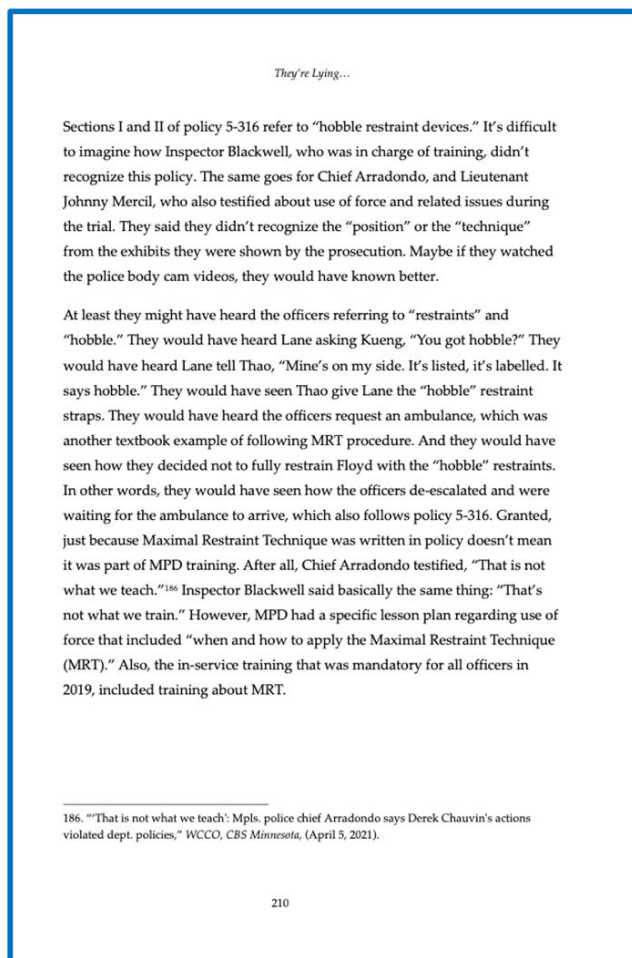 They're Lying…
Sections I and II of policy 5-316 refer to “hobble restraint devices.” It’s difficult
to imagine how Inspector Blackwell, who was in charge of training, didn’t
recognize this policy. The same goes for Chief Arradondo, and Lieutenant
Johnny Mercil, who also testified about use of force and related issues during
the trial. They said they didn’t recognize the “position” or the “technique”
from the exhibits they were shown by the prosecution. Maybe if they watched
the police body cam videos, they would have known better.
At least they might have heard the officers referring to “restraints” and
“hobble.” They would have heard Lane asking Kueng, “You got hobble?” They
would have heard Lane tell Thao, “Mine’s on my side. It’s listed, it’s labelled. It
says hobble.” They would have seen Thao give Lane the “hobble” restraint
straps. They would have heard the officers request an ambulance, which was
another textbook example of following MRT procedure. And they would have
seen how they decided not to fully restrain Floyd with the “hobble” restraints.
In other words, they would have seen how the officers de-escalated and were
waiting for the ambulance to arrive, which also follows policy 5-316. Granted,
just because Maximal Restraint Technique was written in policy doesn’t mean
it was part of MPD training. After all, Chief Arradondo testified, “That is not
what we teach.”186 Inspector Blackwell said basically the same thing: “That’s
not what we train.” However, MPD had a specific lesson plan regarding use of
force that included “when and how to apply the Maximal Restraint Technique
(MRT).” Also, the in-service training that was mandatory for all officers in
2019, included training about MRT.
186. “‘That is not what we teach’: Mpls. police chief Arradondo says Derek Chauvin's actions
violated dept. policies,” WCCO, CBS Minnesota, (April 5, 2021).
210